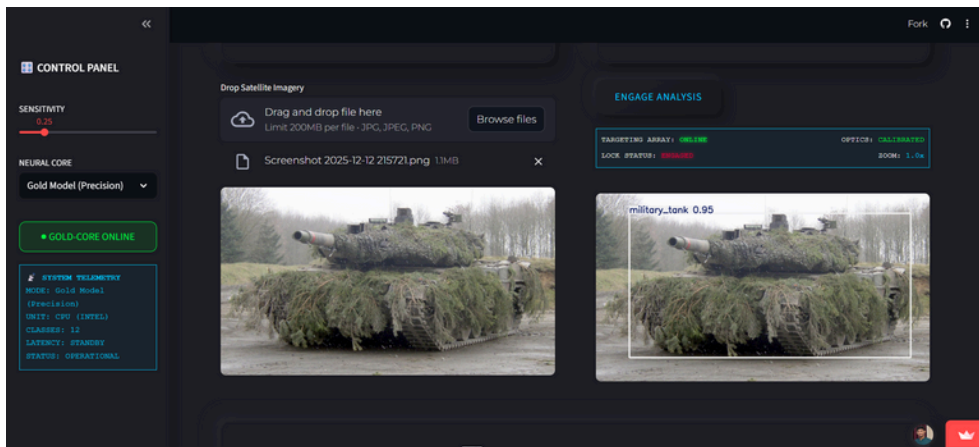 Fork
CONTROL PANEL
SENSITIVITY
0.25
NEURAL CORE
Gold Model (Precision)
GOLD-CORE ONLINE
SYSTEM TELEMETRY
MODE: Gold Model
(Precision)
UNIT: CPU (INTEL)
CLASSES: 12
LATENCY: STANDBY
STATUS: OPERATIONAL
Drop Satellite Imagery
Drag and drop file here
Limit 200MB per file • JPG, JPEG, PNG
Browse files
Screenshot 2025-12-12 215721.png 1.1MB
ENGAGE ANALYSIS
TARGETING ARRAY: ONLINE OPTICS: CALIBRATED
LOCK STATUS: ENGAGED ZOOM: 1.0x
military_tank 0.95